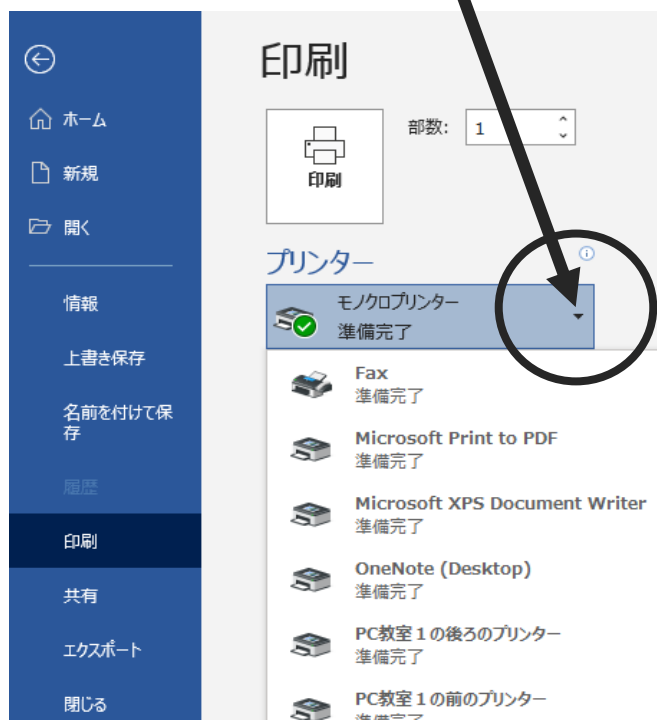 印刷
ホーム
新規
開く
情報
上書き保存
名前を付けて保
存
履歴
印刷
共有
エクスポート
閉じる
部数: 1
印刷
プリンター
モノクロプリンター
準備完了
Fax
準備完了
Microsoft Print to PDF
準備完了
Microsoft XPS Document Writer
準備完了
OneNote (Desktop)
準備完了
PC教室1の後ろのプリンター
準備完了
PC教室1の前のプリンター
準備完了